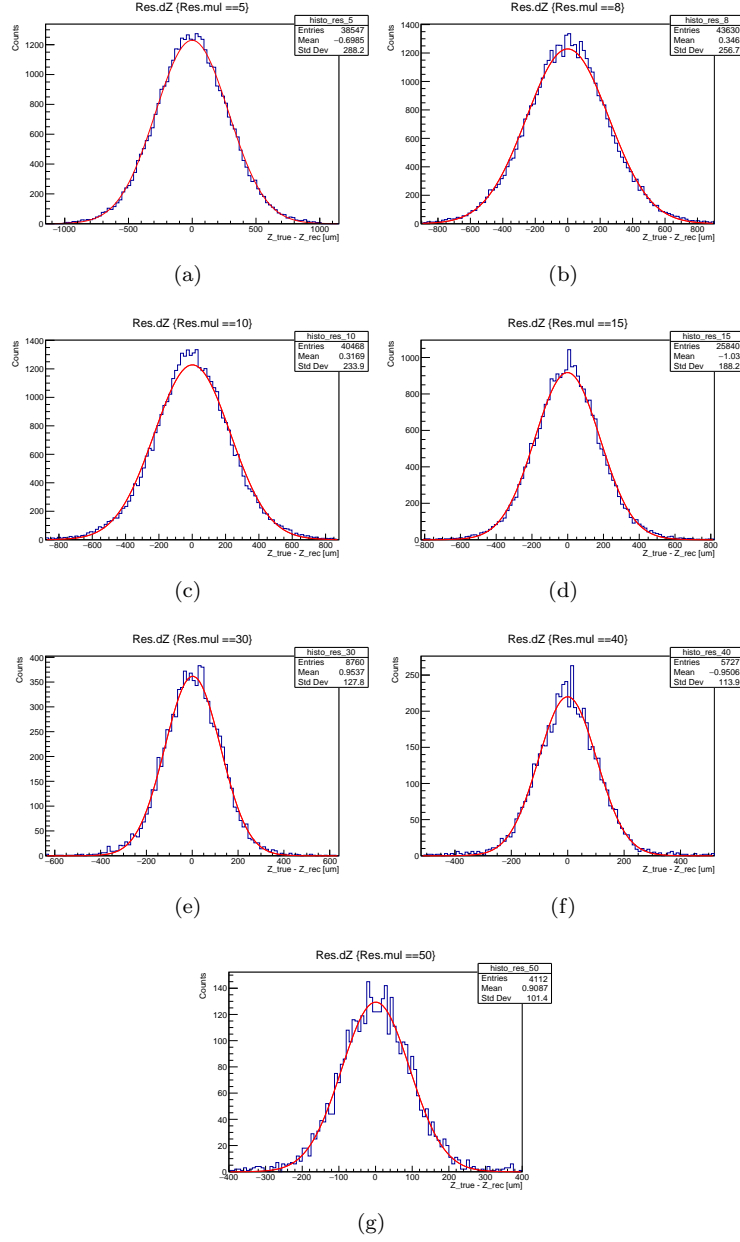 Res.dZ {Res.mul ==5}
histo_res_5
Entries 38547
Mean −0.6985
Std Dev 288.2
Counts
1200
1000
800
600
400
200
0
−1000 −500 0 500 1000
Z_true - Z_rec [um]
(a)
Res.dZ {Res.mul ==8}
histo_res_8
Entries 43630
Mean 0.346
Std Dev 256.7
Counts
1400
1200
1000
800
600
400
200
0
−800 −600 −400 −200 0 200 400 600 800
Z_true - Z_rec [um]
(b)
Res.dZ {Res.mul ==10}
histo_res_10
Entries 40468
Mean 0.3169
Std Dev 233.9
Counts
1400
1200
1000
800
600
400
200
0
−800 −600 −400 −200 0 200 400 600 800
Z_true - Z_rec [um]
(c)
Res.dZ {Res.mul ==15}
histo_res_15
Entries 25840
Mean −1.03
Std Dev 188.2
Counts
1000
800
600
400
200
0
−800 −600 −400 −200 0 200 400 600 800
Z_true - Z_rec [um]
(d)
Res.dZ {Res.mul ==30}
histo_res_30
Entries 8760
Mean 0.9537
Std Dev 127.8
Counts
400
350
300
250
200
150
100
50
0
−600 −400 −200 0 200 400 600
Z_true - Z_rec [um]
(e)
Res.dZ {Res.mul ==40}
histo_res_40
Entries 5727
Mean −0.9506
Std Dev 113.9
Counts
250
200
150
100
50
0
−400 −200 0 200 400
Z_true - Z_rec [um]
(f)
Res.dZ {Res.mul ==50}
histo_res_50
Entries 4112
Mean 0.9087
Std Dev 101.4
Counts
140
120
100
80
60
40
20
0
−400 −300 −200 −100 0 100 200 300 400
Z_true - Z_rec [um]
(g)